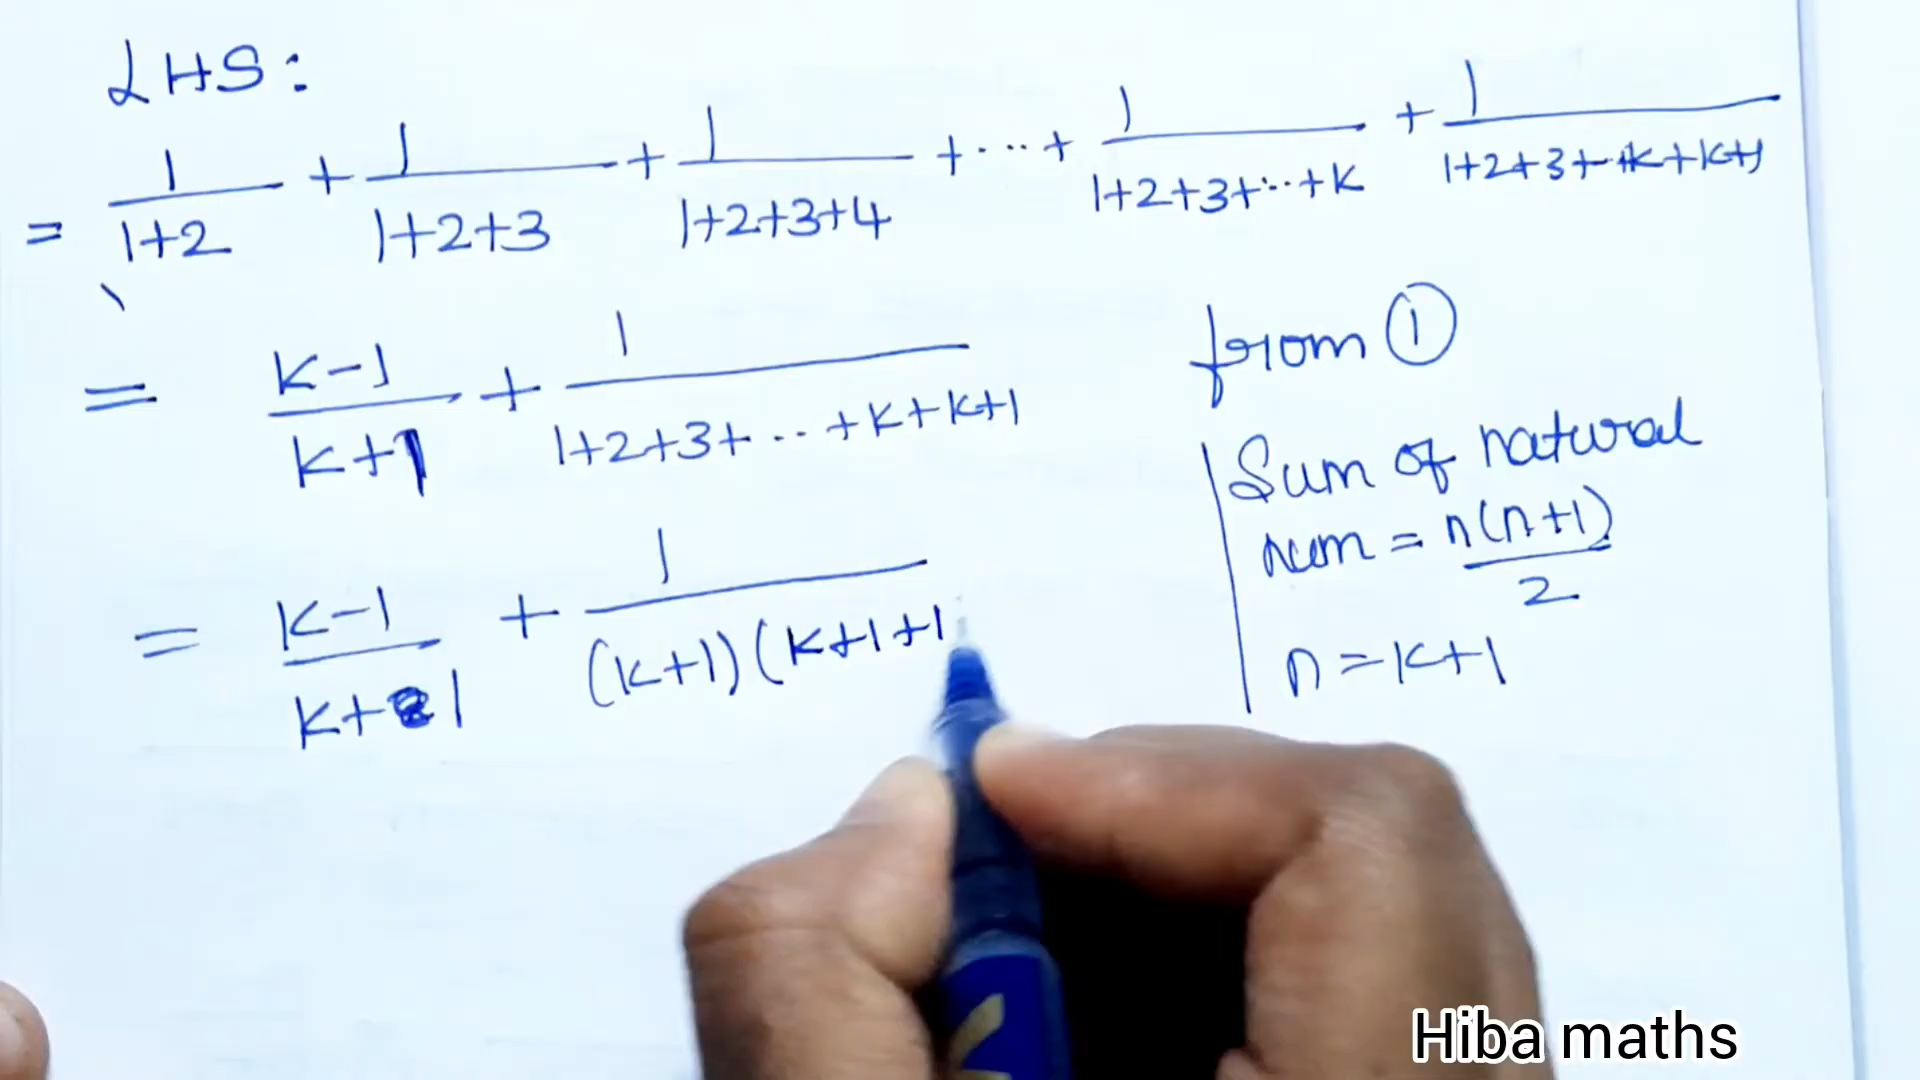 LHS:
= 1/(1+2) + 1/(1+2+3) + 1/(1+2+3+4) +...+ 1/(1+2+3+...+k) + 1/(1+2+3+...k+k+1)
= (k-1)/(k+1) + 1/(1+2+3+...+k+k+1)
from ①
Sum of natural
num = n(n+1)/2
n = k+1
= (k-1)/(k+1) + 1/((k+1)(k+1+1
Hiba maths